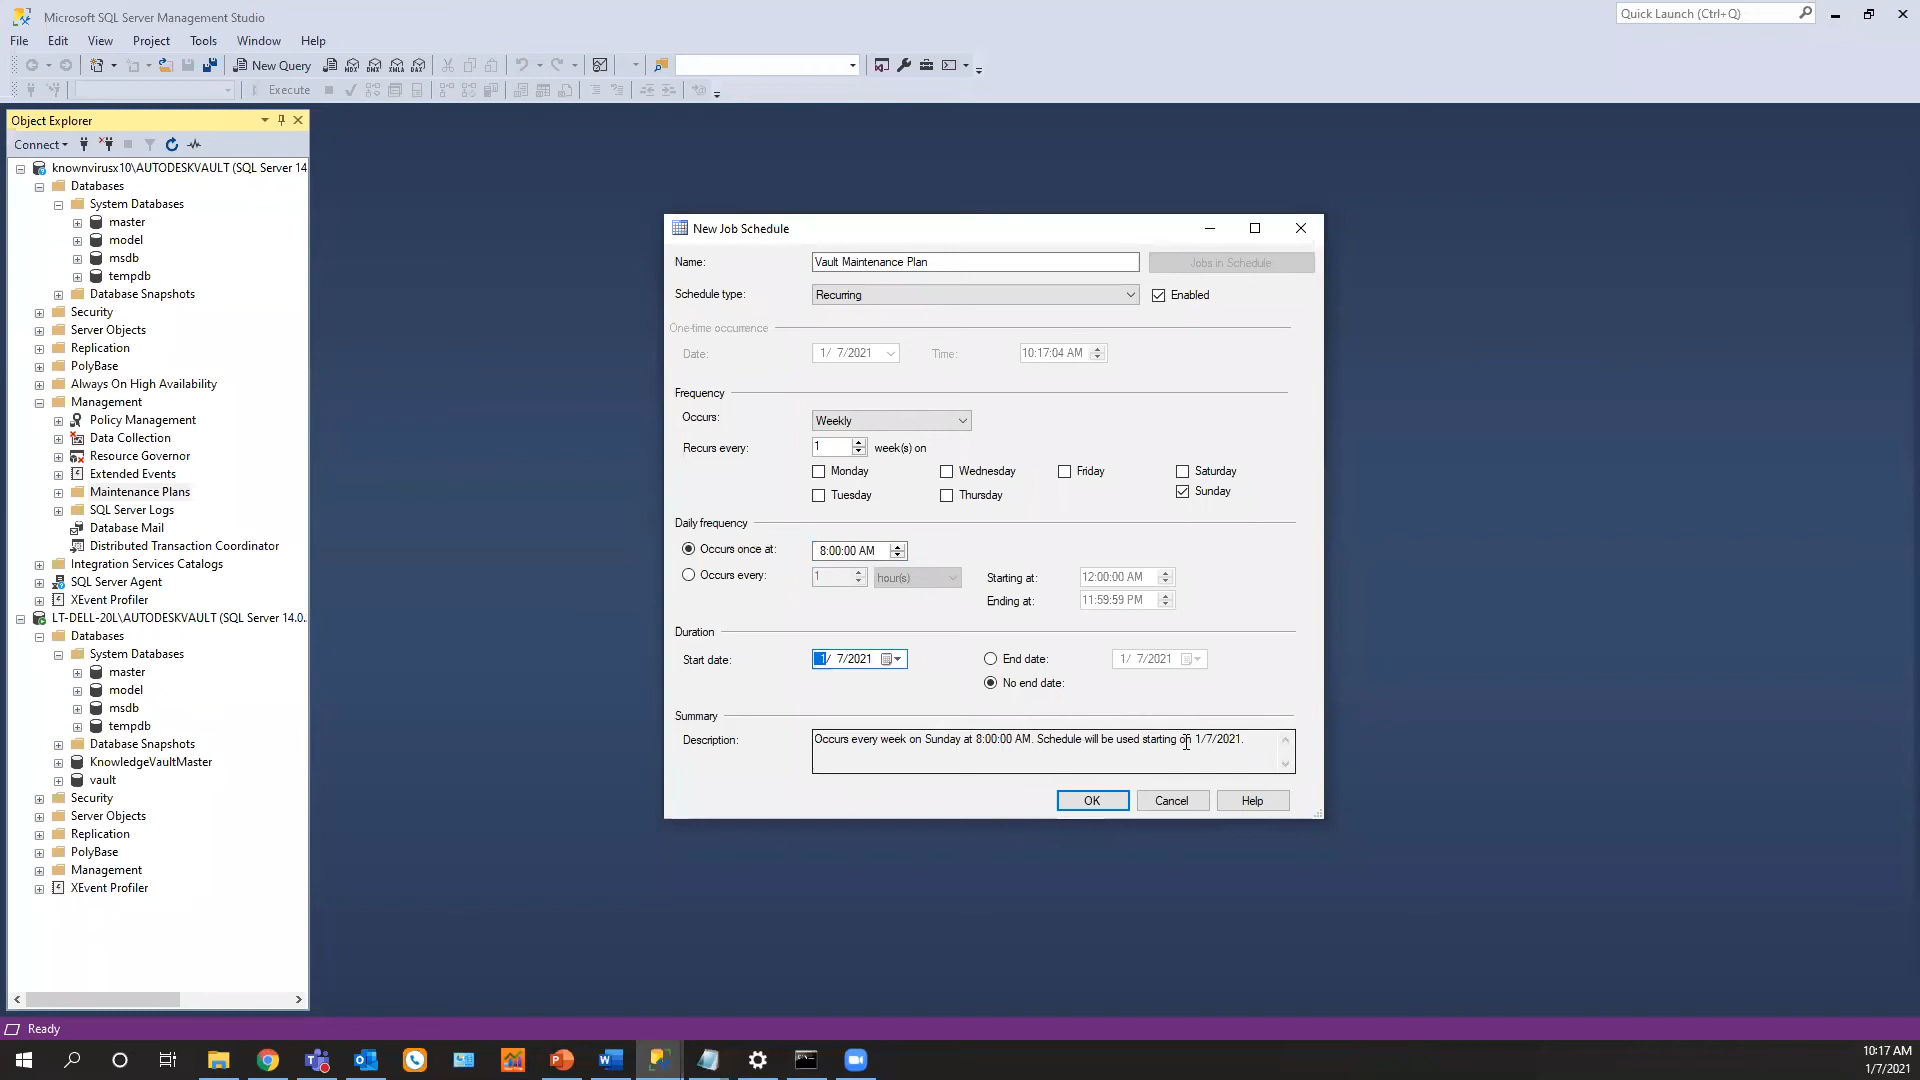 Microsoft SQL Server Management Studio
Quick Launch (Ctrl+Q)
File Edit View Project Tools Window Help
New Query
MDX DMX XMLA DAX
Execute
Object Explorer
Connect
knownvirusx10\AUTODESKVAULT (SQL Server 14
Databases
System Databases
master
model
msdb
tempdb
Database Snapshots
Security
Server Objects
Replication
PolyBase
Always On High Availability
Management
Policy Management
Data Collection
Resource Governor
Extended Events
Maintenance Plans
SQL Server Logs
Database Mail
Distributed Transaction Coordinator
Integration Services Catalogs
SQL Server Agent
XEvent Profiler
LT-DELL-20L\AUTODESKVAULT (SQL Server 14.0..
Databases
System Databases
master
model
msdb
tempdb
Database Snapshots
KnowledgeVaultMaster
vault
Security
Server Objects
Replication
PolyBase
Management
XEvent Profiler
New Job Schedule
Name: Vault Maintenance Plan Jobs in Schedule
Schedule type: Recurring Enabled
One-time occurrence
Date: 1/ 7/2021 Time: 10:17:04 AM
Frequency
Occurs: Weekly
Recurs every: 1 week(s) on
Monday Wednesday Friday Saturday
Tuesday Thursday Sunday
Daily frequency
Occurs once at: 8:00:00 AM
Occurs every: 1 hour(s) Starting at: 12:00:00 AM
Ending at: 11:59:59 PM
Duration
Start date: 1/ 7/2021 End date: 1/ 7/2021
No end date:
Summary
Description: Occurs every week on Sunday at 8:00:00 AM. Schedule will be used starting on 1/7/2021.
OK Cancel Help
Ready
10:17 AM
1/7/2021